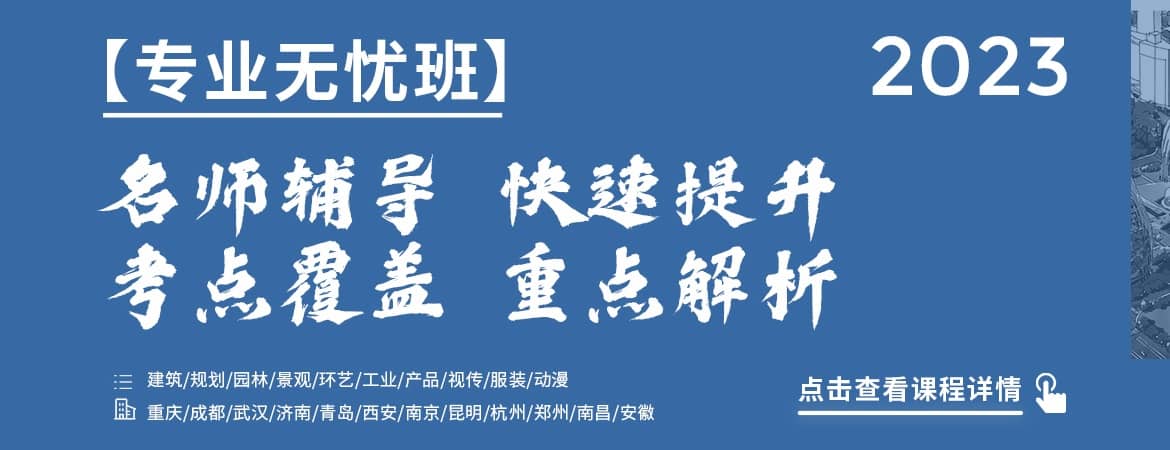 【专业无忧班】
2023
名师辅导 快速提升
考点覆盖 重点解析
建筑/规划/园林/景观/环艺/工业/产品/视传/服装/动漫
重庆/成都/武汉/济南/青岛/西安/南京/昆明/杭州/郑州/南昌/安徽
点击查看课程详情